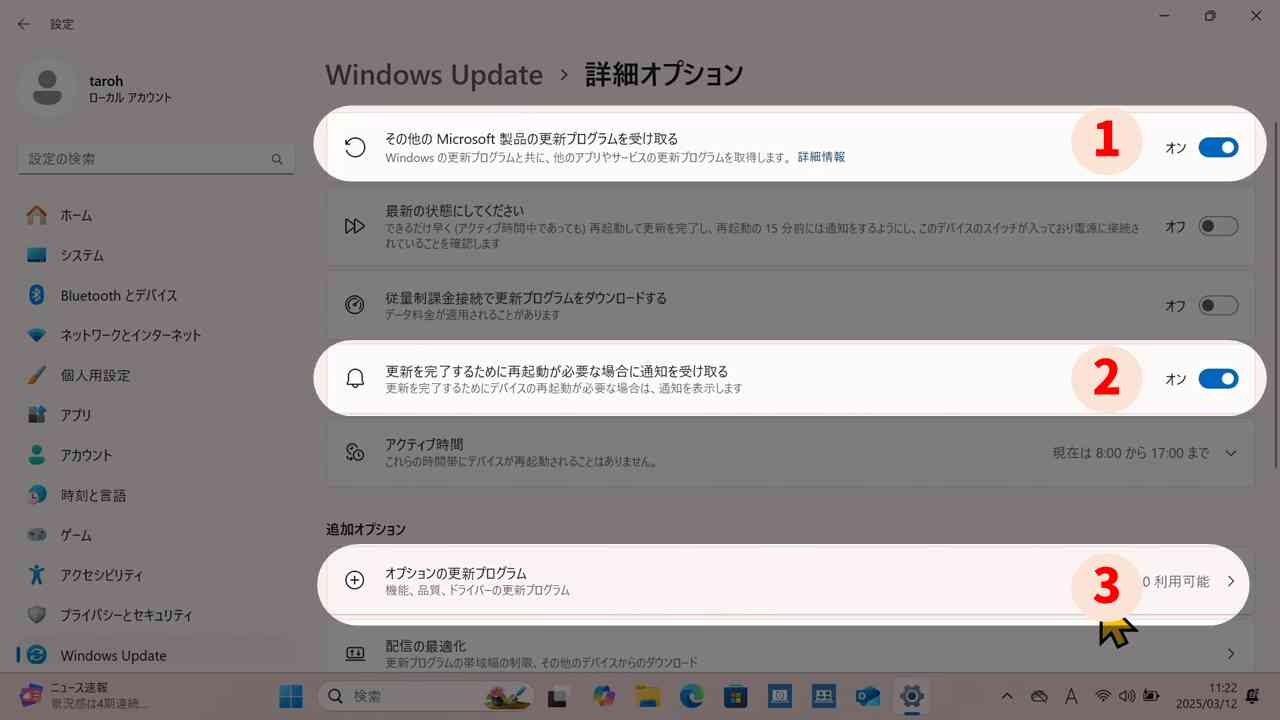 設定
taroh
ローカル アカウント
設定の検索
ホーム
システム
Bluetooth とデバイス
ネットワークとインターネット
個人用設定
アプリ
アカウント
時刻と言語
ゲーム
アクセシビリティ
プライバシーとセキュリティ
Windows Update
Windows Update › 詳細オプション
その他の Microsoft 製品の更新プログラムを受け取る
Windows の更新プログラムと共に、他のアプリやサービスの更新プログラムを取得します。 詳細情報
1
オン
最新の状態にしてください
できるだけ早く (アクティブ時間中であっても) 再起動して更新を完了し、再起動の 15 分前には通知をするようにし、このデバイスのスイッチが入っており電源に接続さ
れていることを確認します
オフ
従量制課金接続で更新プログラムをダウンロードする
データ料金が適用されることがあります
オフ
更新を完了するために再起動が必要な場合に通知を受け取る
更新を完了するためにデバイスの再起動が必要な場合は、通知を表示します
2
オン
アクティブ時間
これらの時間帯にデバイスが再起動されることはありません。
現在は 8:00 から 17:00 まで
追加オプション
オプションの更新プログラム
機能、品質、ドライバーの更新プログラム
3
0 利用可能
配信の最適化
更新プログラムの帯域幅の制限、その他のデバイスからのダウンロード
ニュース速報
景況感は4期連続...
検索
A
11:22
2025/03/12